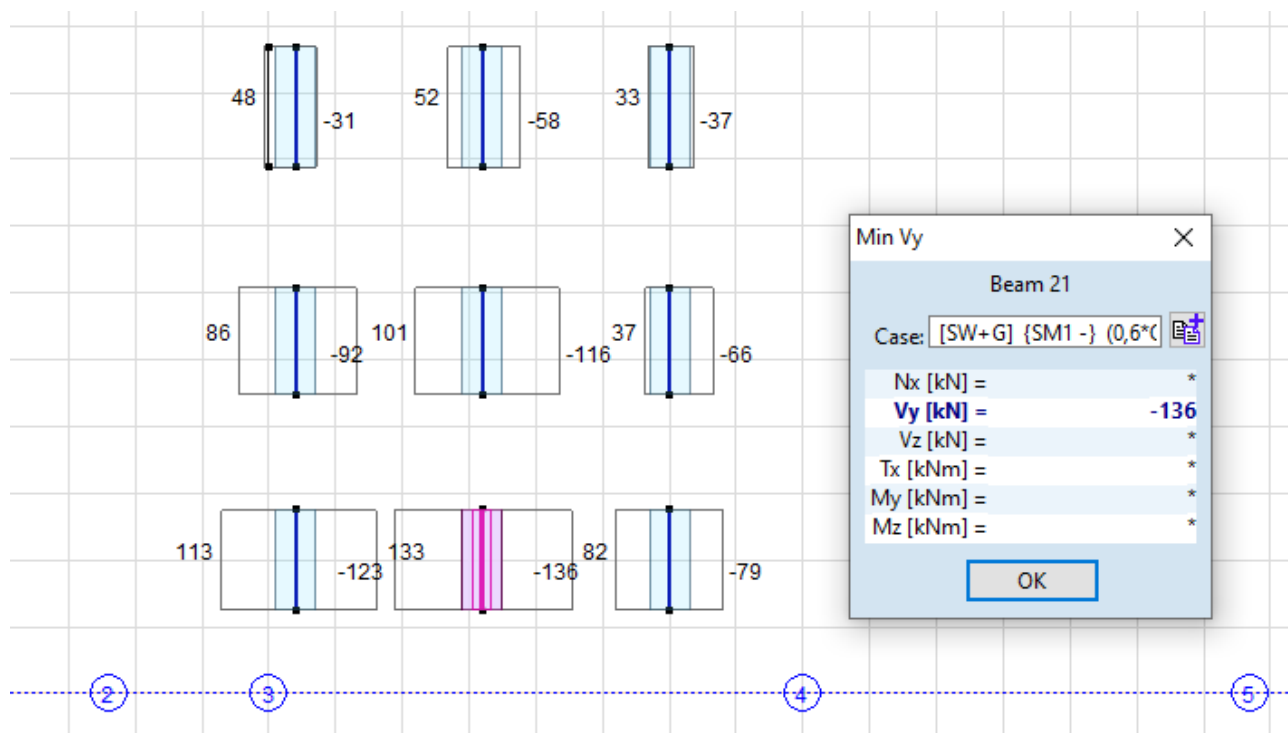 48
-31
52
-58
33
-37
86
-92
101
-116
37
-66
113
-123
133
-136
82
-79
2
3
4
5
Min Vy
Beam 21
Case: [SW+G] {SM1 -} (0,6*
Nx [kN] = *
Vy [kN] = -136
Vz [kN] = *
Tx [kNm] = *
My [kNm] = *
Mz [kNm] = *
OK